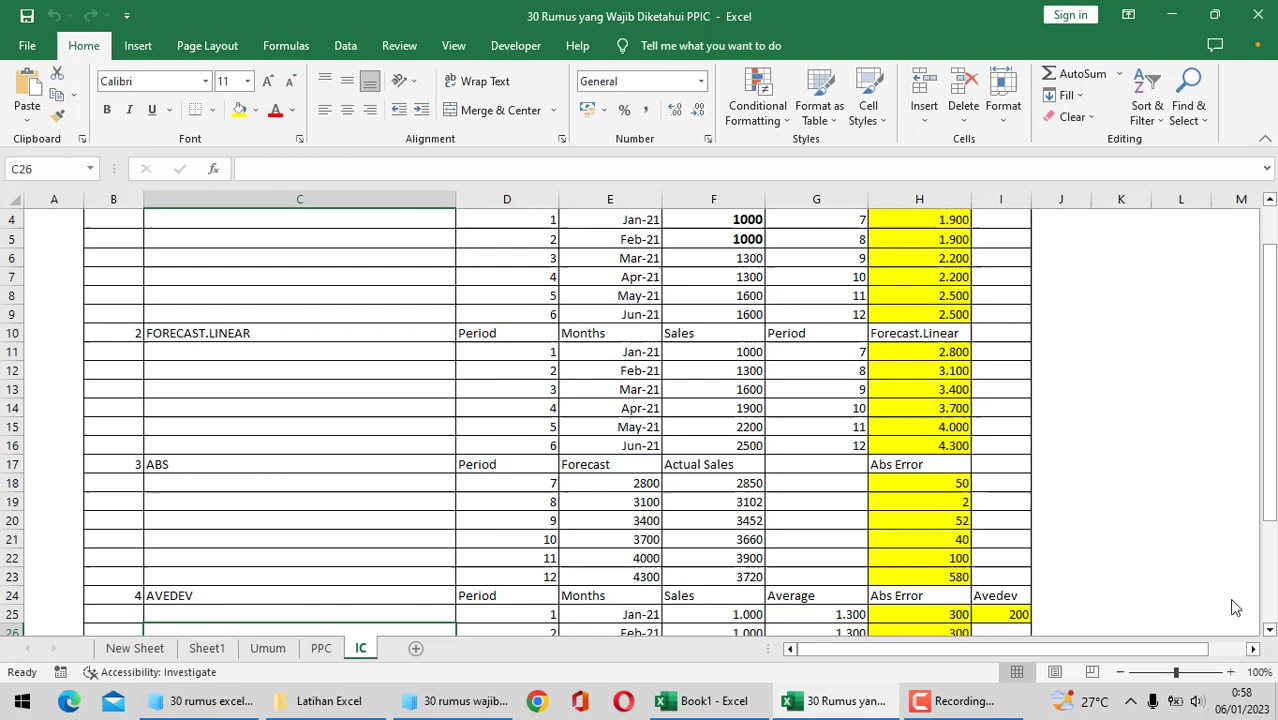 30 Rumus yang Wajib Diketahui PPIC - Excel
Sign in
File Home Insert Page Layout Formulas Data Review View Developer Help Tell me what you want to do
Paste
Calibri 11
Wrap Text
General
Conditional Formatting
Format as Table
Cell Styles
Insert
Delete
Format
AutoSum
Fill
Clear
Sort & Filter
Find & Select
B I U
Merge & Center
%
Clipboard Font Alignment Number Styles Cells Editing
C26 fx
A B C D E F G H I J K L M
4 1 Jan-21 1000 7 1.900
5 2 Feb-21 1000 8 1.900
6 3 Mar-21 1300 9 2.200
7 4 Apr-21 1300 10 2.200
8 5 May-21 1600 11 2.500
9 6 Jun-21 1600 12 2.500
10 2 FORECAST.LINEAR Period Months Sales Period Forecast.Linear
11 1 Jan-21 1000 7 2.800
12 2 Feb-21 1300 8 3.100
13 3 Mar-21 1600 9 3.400
14 4 Apr-21 1900 10 3.700
15 5 May-21 2200 11 4.000
16 6 Jun-21 2500 12 4.300
17 3 ABS Period Forecast Actual Sales Abs Error
18 7 2800 2850 50
19 8 3100 3102 2
20 9 3400 3452 52
21 10 3700 3660 40
22 11 4000 3900 100
23 12 4300 3720 580
24 4 AVEDEV Period Months Sales Average Abs Error Avedev
25 1 Jan-21 1.000 1.300 300 200
26 2 Feb-21 1.000 1.300 300
New Sheet Sheet1 Umum PPC IC
Ready Accessibility: Investigate 100%
30 rumus excel... Latihan Excel 30 rumus wajib... Book1 - Excel 30 Rumus yan... Recording... 27°C 0:58
06/01/2023